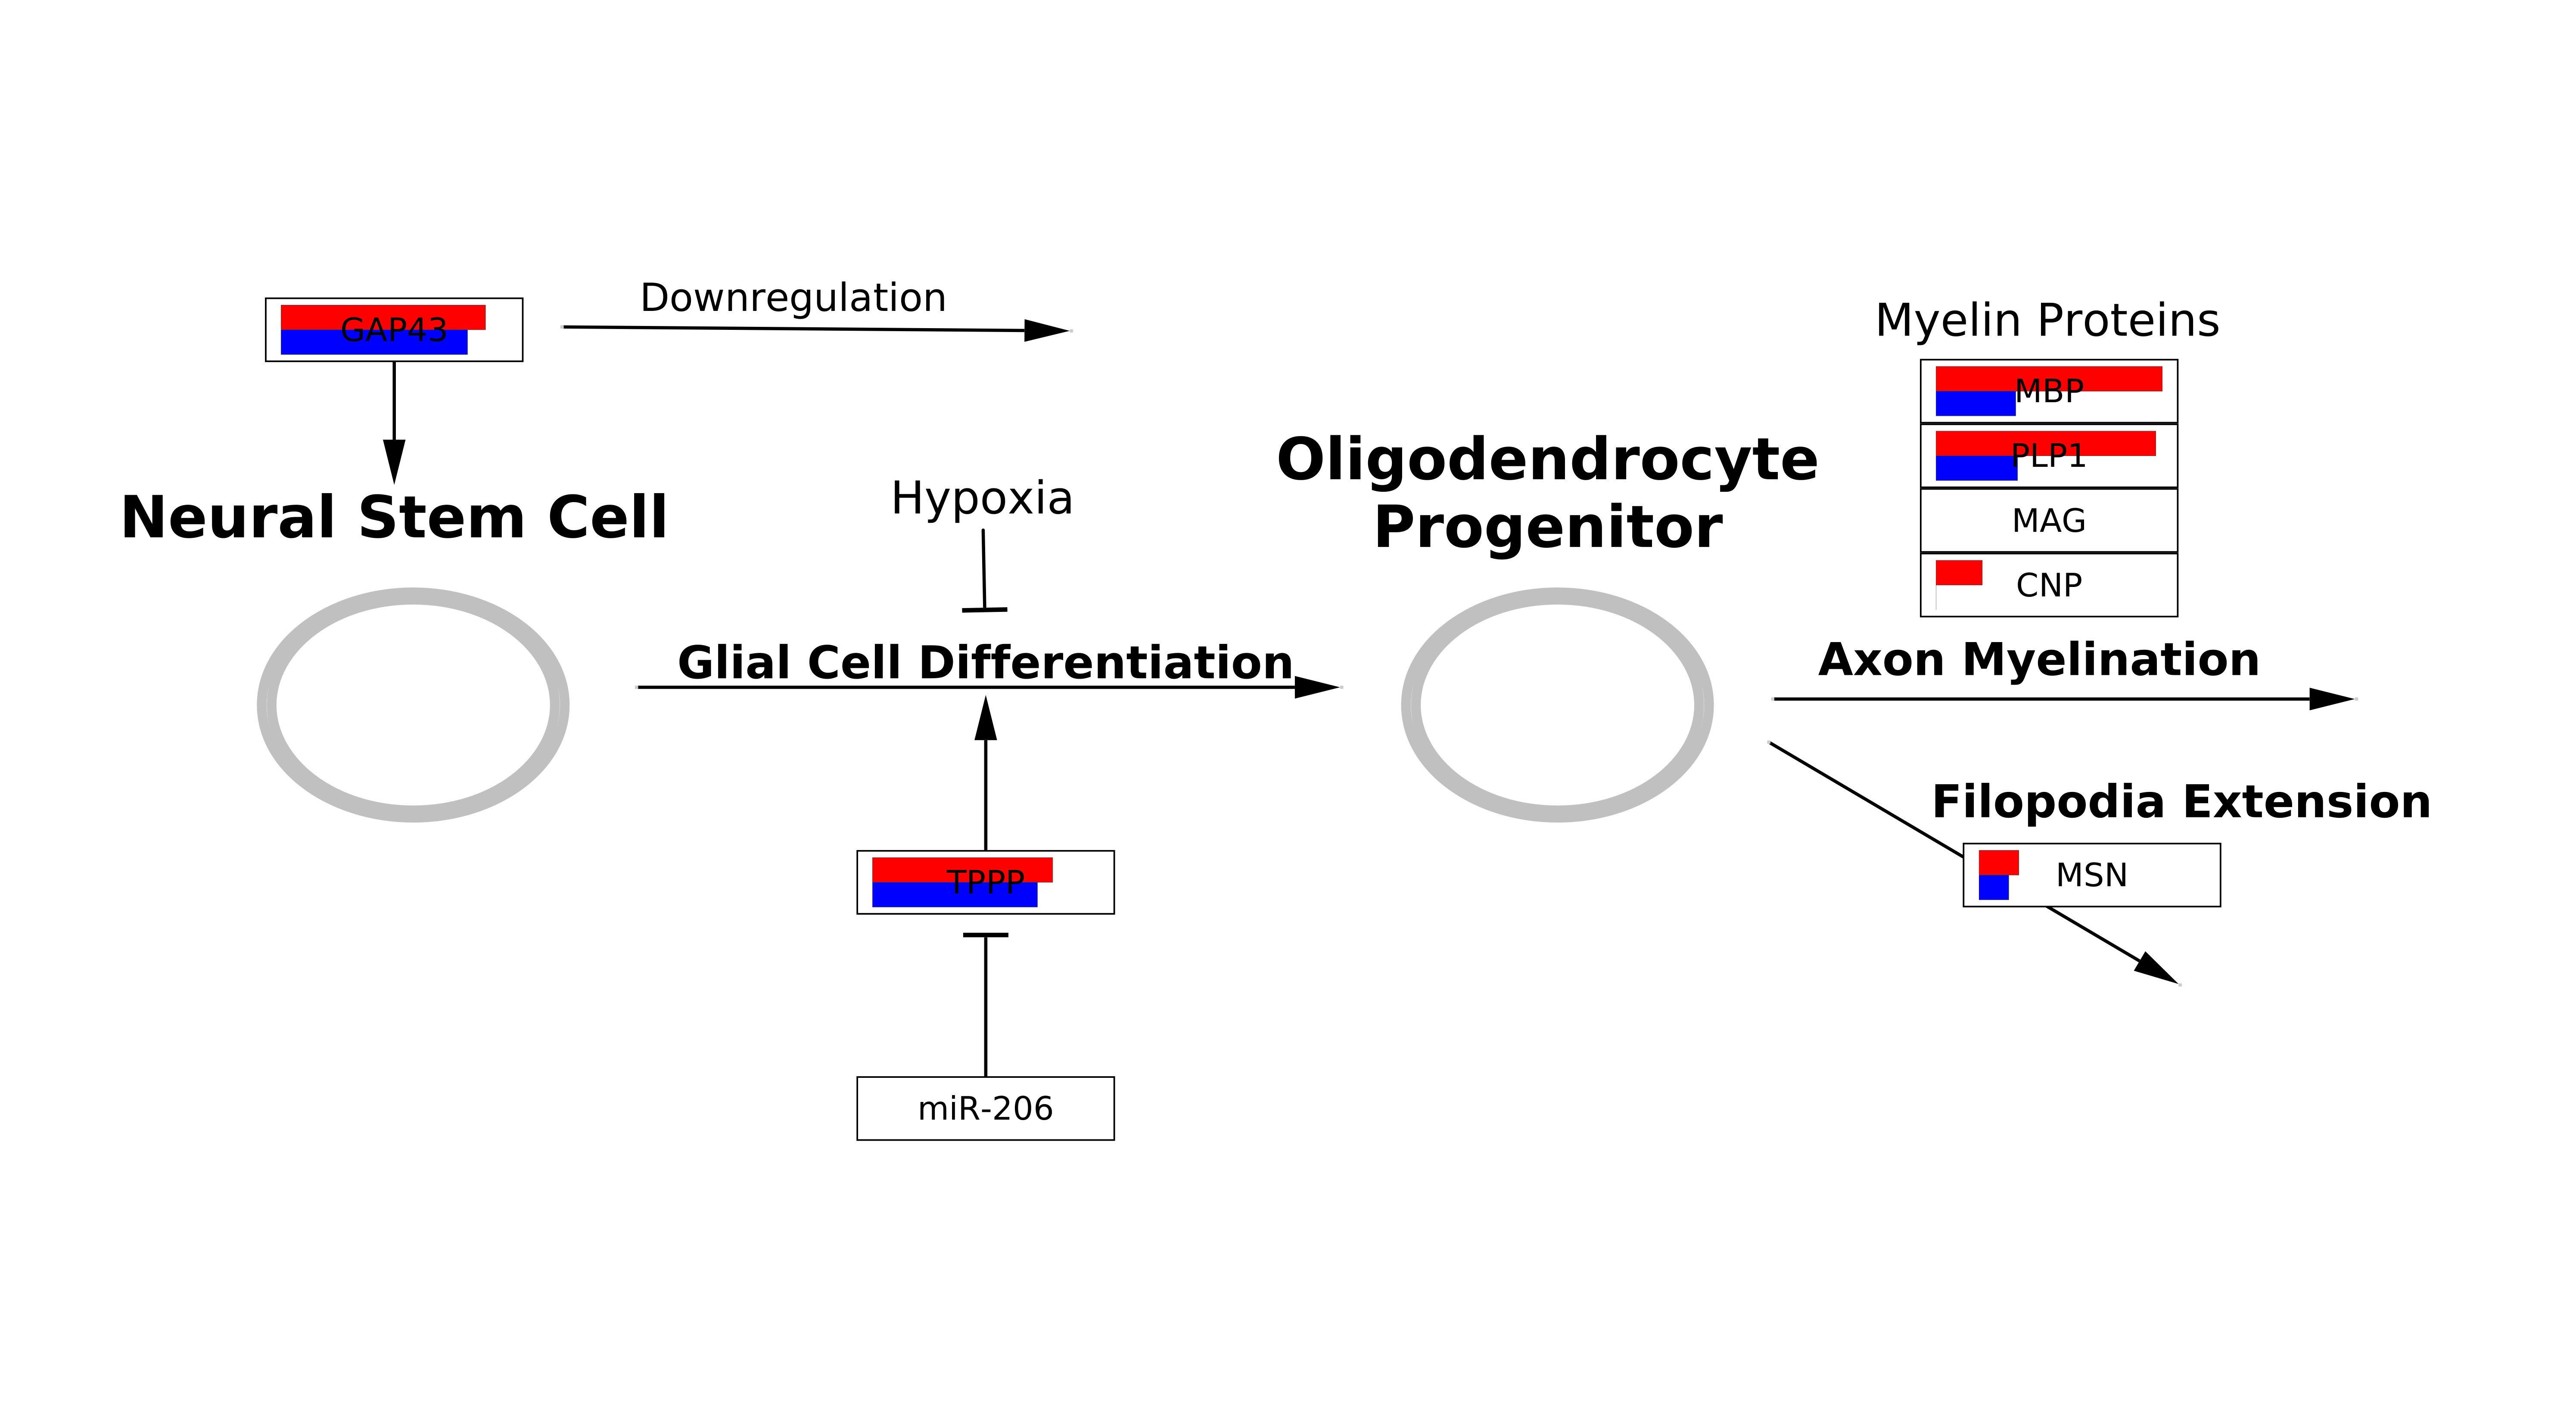 Downregulation
GAP43
Myelin Proteins
MBP
PLP1
MAG
CNP
Neural Stem Cell
Hypoxia
Oligodendrocyte
Progenitor
Glial Cell Differentiation
Axon Myelination
Filopodia Extension
MSN
TPPP
miR-206